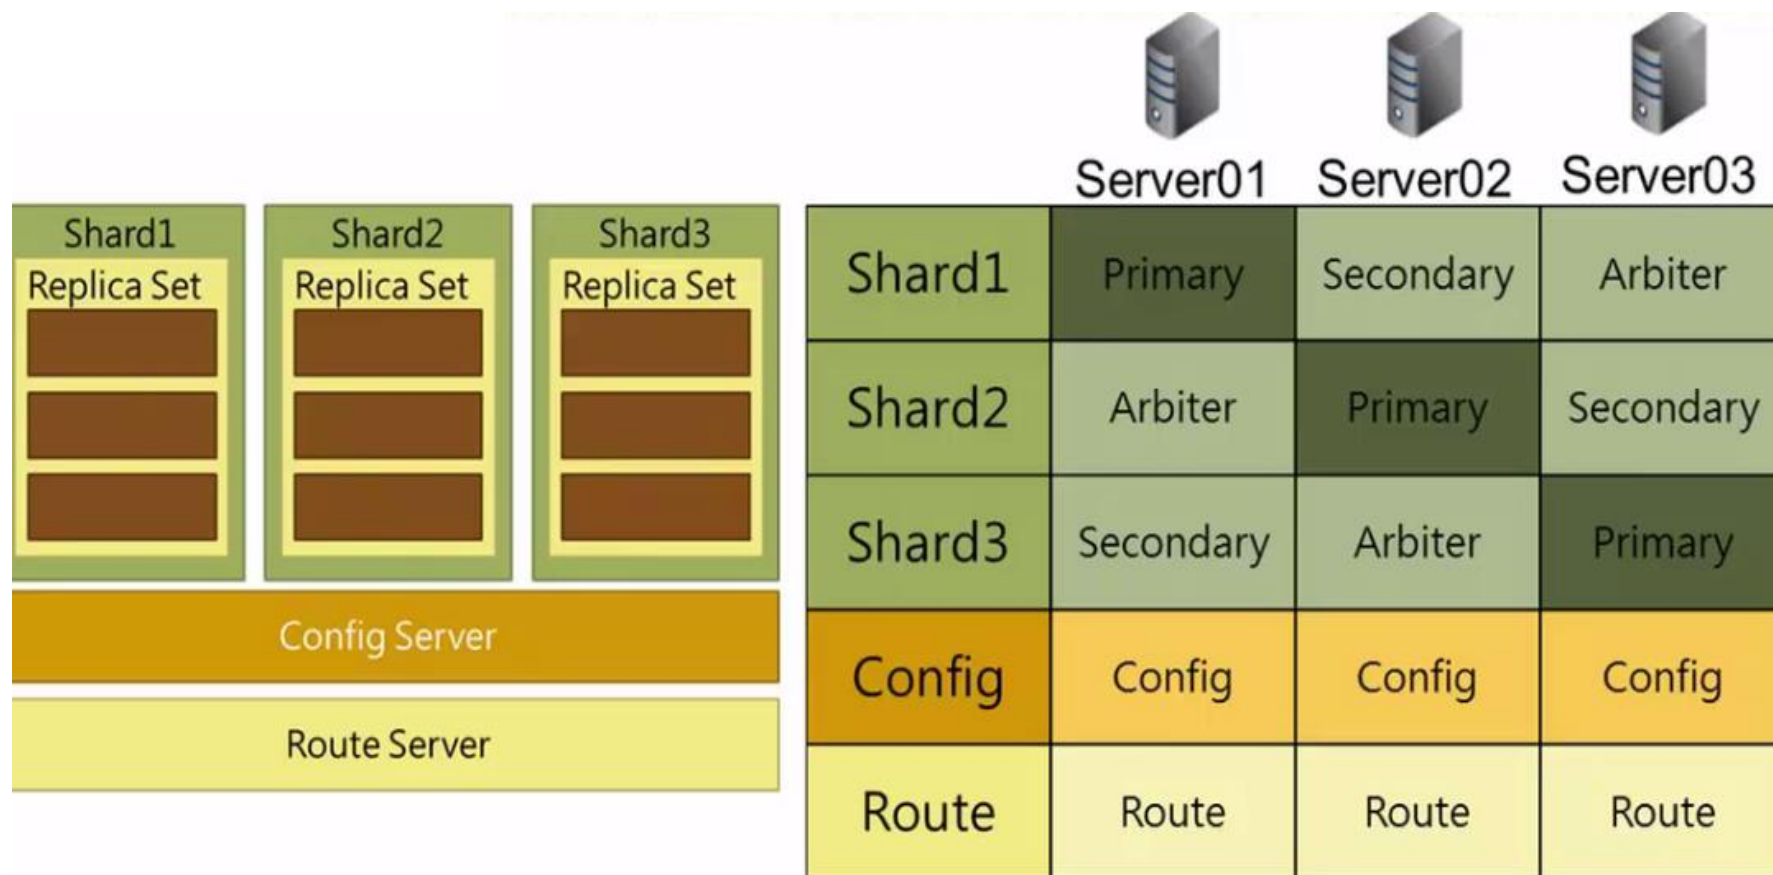 Server01 Server02 Server03
Shard1 Shard2 Shard3
Replica Set Replica Set Replica Set
Config Server
Route Server
Shard1 Primary Secondary Arbiter
Shard2 Arbiter Primary Secondary
Shard3 Secondary Arbiter Primary
Config Config Config Config
Route Route Route Route